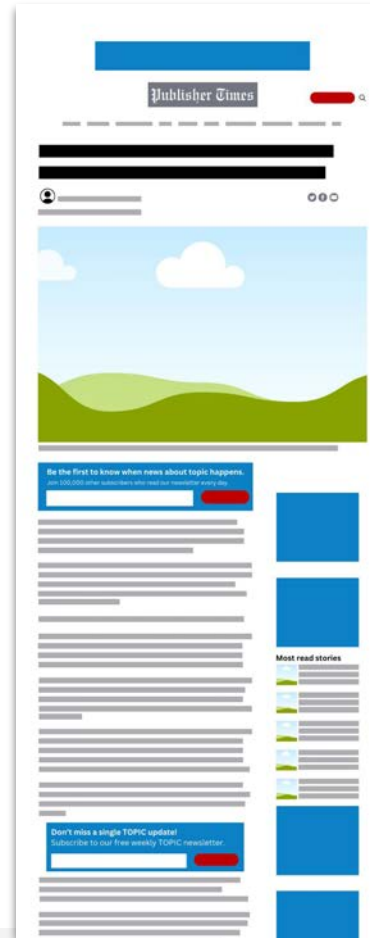 Publisher Times
Be the first to know when news about topic happens.
Join 100,000 other subscribers who read our newsletter every day.
Most read stories
Don't miss a single TOPIC update!
Subscribe to our free weekly TOPIC newsletter.